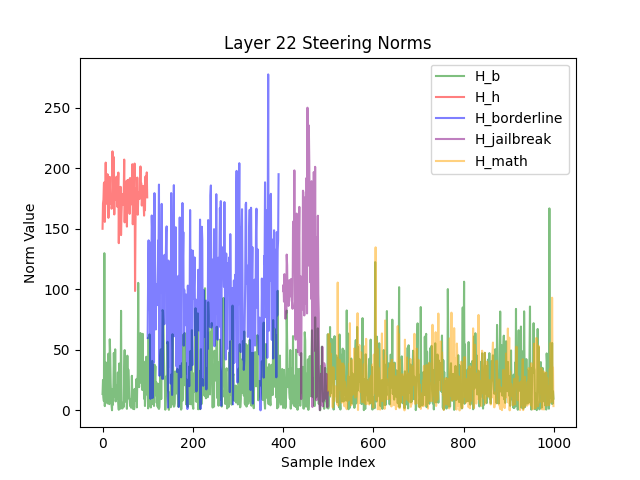 Layer 22 Steering Norms
H_b
H_h
H_borderline
H_jailbreak
H_math
Norm Value
250
200
150
100
50
0
0 200 400 600 800 1000
Sample Index